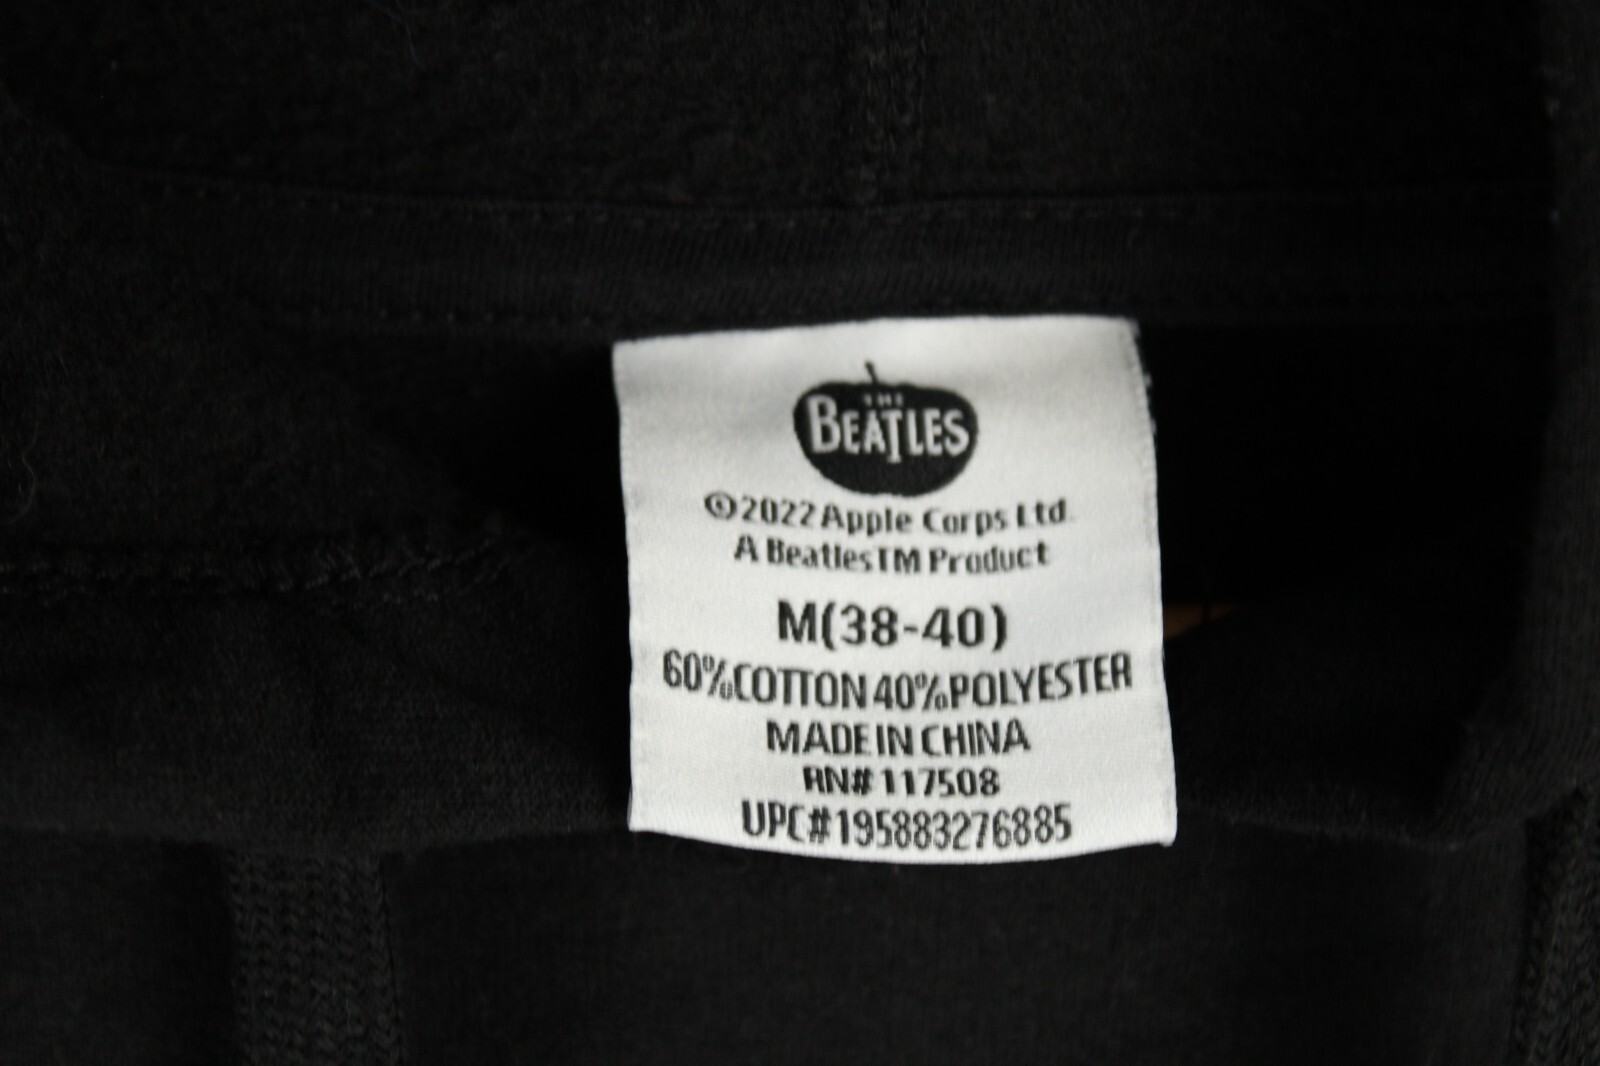 THE
BEATLES
©2022 Apple Corps Ltd.
A BeatlesTM Product
M(38-40)
60%COTTON 40%POLYESTER
MADE IN CHINA
RN# 117508
UPC#195883276885